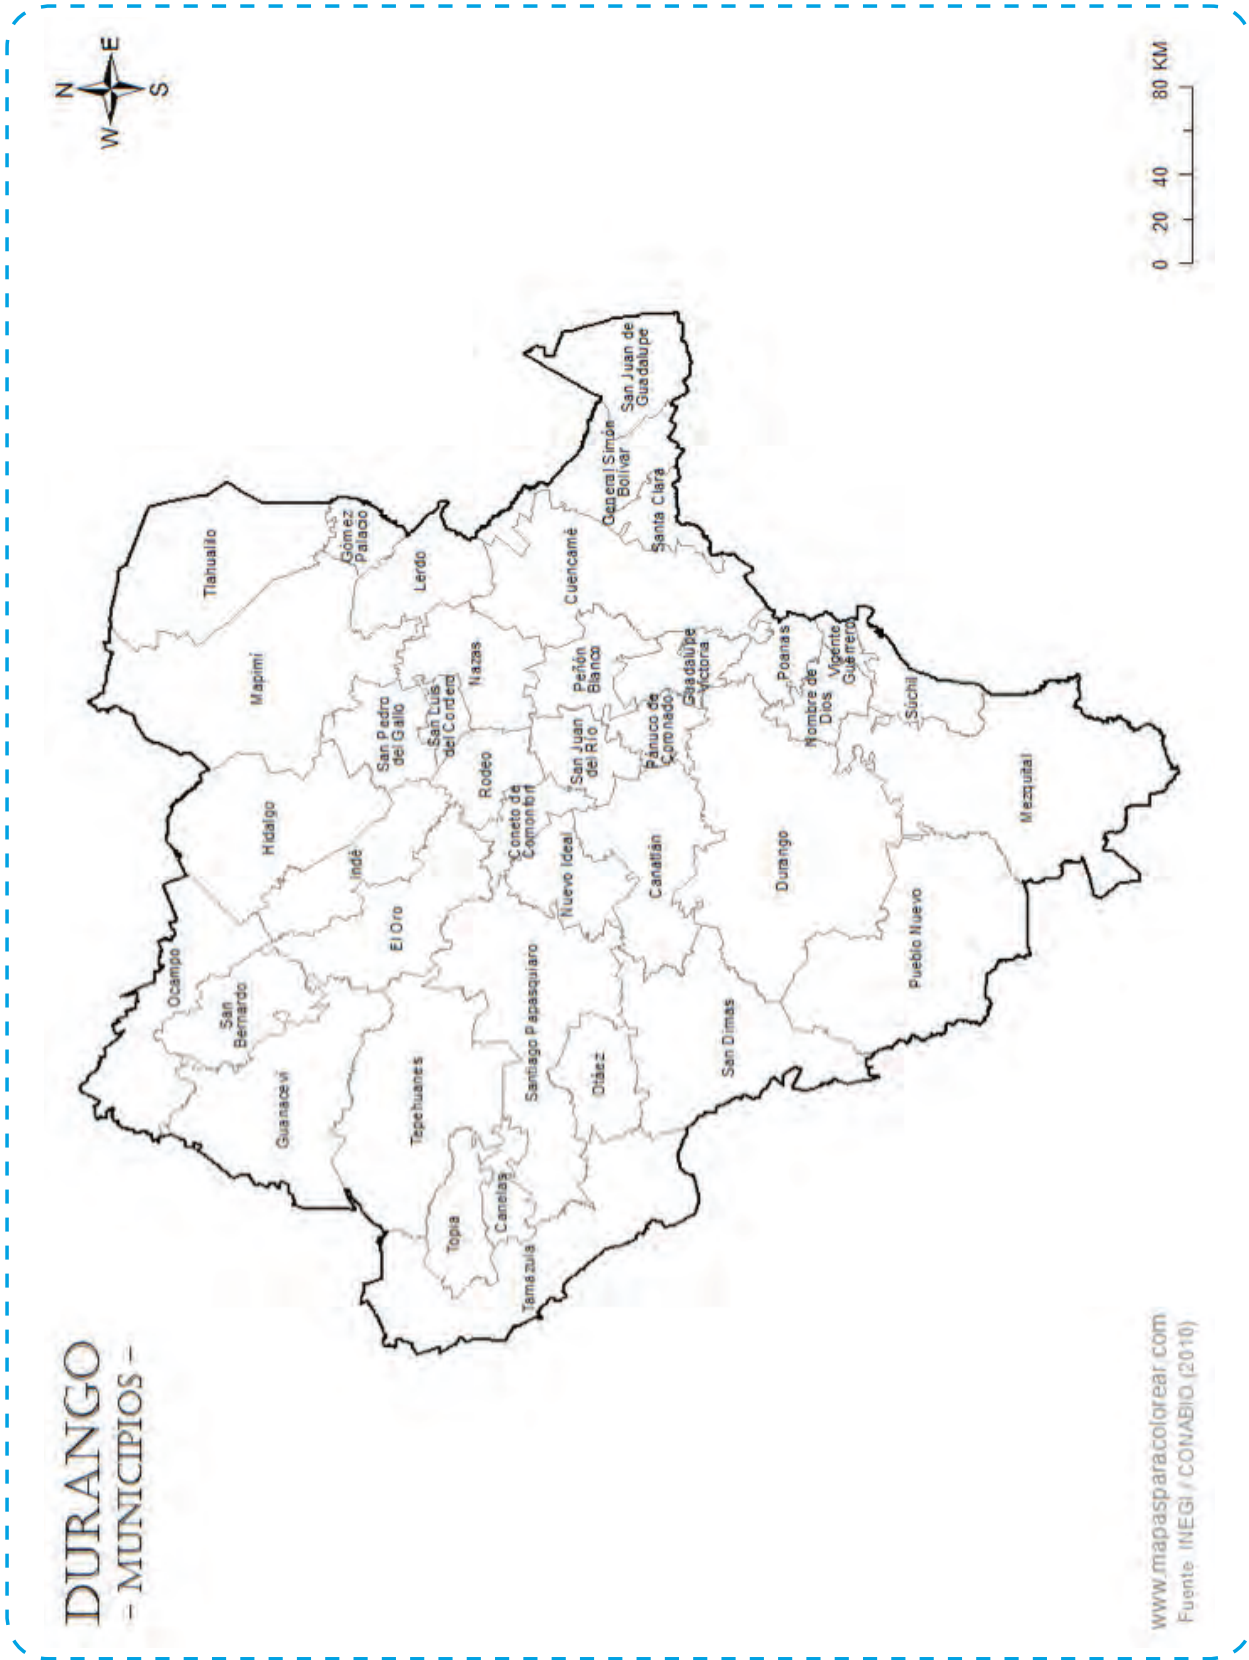 DURANGO
– MUNICIPIOS –
N
W E
S
Ocampo
Tlahualilo
San
Bernardo
Mapimí
Hidalgo
Guanaceví
Gómez
Palacio
Indé
San Pedro
del Gallo
El Oro
Tepehuanes
Lerdo
San Luis
del Cordero
Topia
Nazas
Rodeo
Canelas
Coneto de
Comonfort
Tamazula
Santiago Papasquiaro
Nuevo Ideal
Cuencamé
San Juan
del Río
Peñón
Blanco
Otáez
General Simón
Bolívar
San Juan de
Guadalupe
Pánuco de
Coronado
Canatlán
Santa Clara
Guadalupe
Victoria
San Dimas
Durango
Poanas
Nombre de
Dios
Vicente
Guerrero
Súchil
Pueblo Nuevo
Mezquital
0 20 40 80 KM
www.mapasparacolorear.com
Fuente: INEGI / CONABIO (2010)